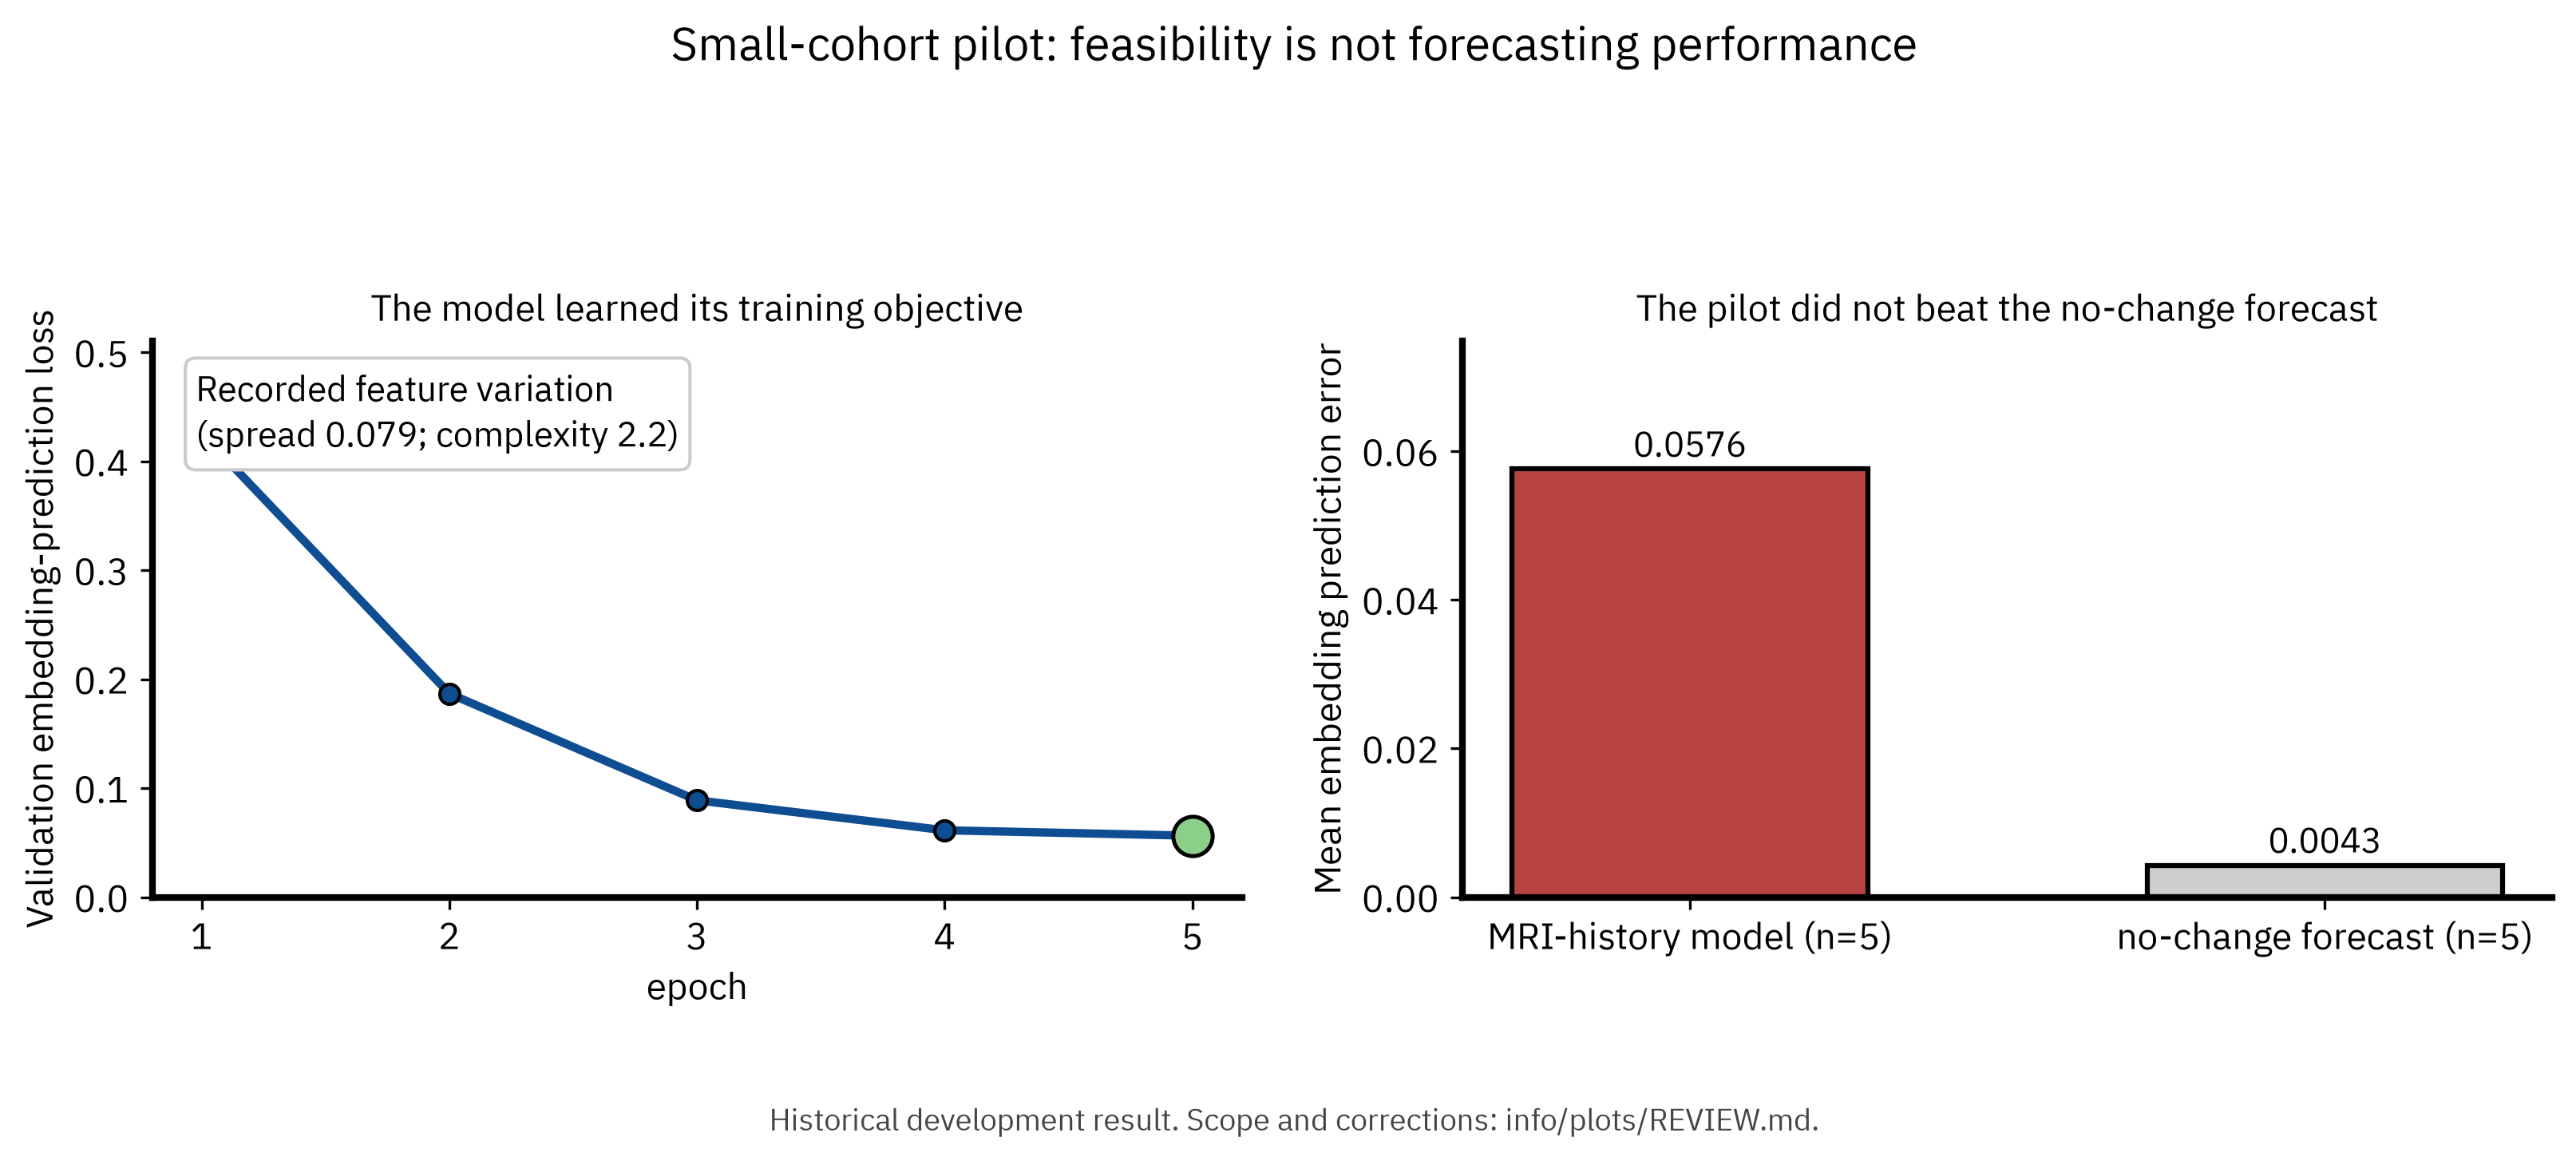 Small-cohort pilot: feasibility is not forecasting performance
The model learned its training objective
Validation embedding-prediction loss
0.5
0.4
0.3
0.2
0.1
0.0
Recorded feature variation
(spread 0.079; complexity 2.2)
1 2 3 4 5
epoch
The pilot did not beat the no-change forecast
Mean embedding prediction error
0.06
0.04
0.02
0.00
0.0576
0.0043
MRI-history model (n=5)
no-change forecast (n=5)
Historical development result. Scope and corrections: info/plots/REVIEW.md.